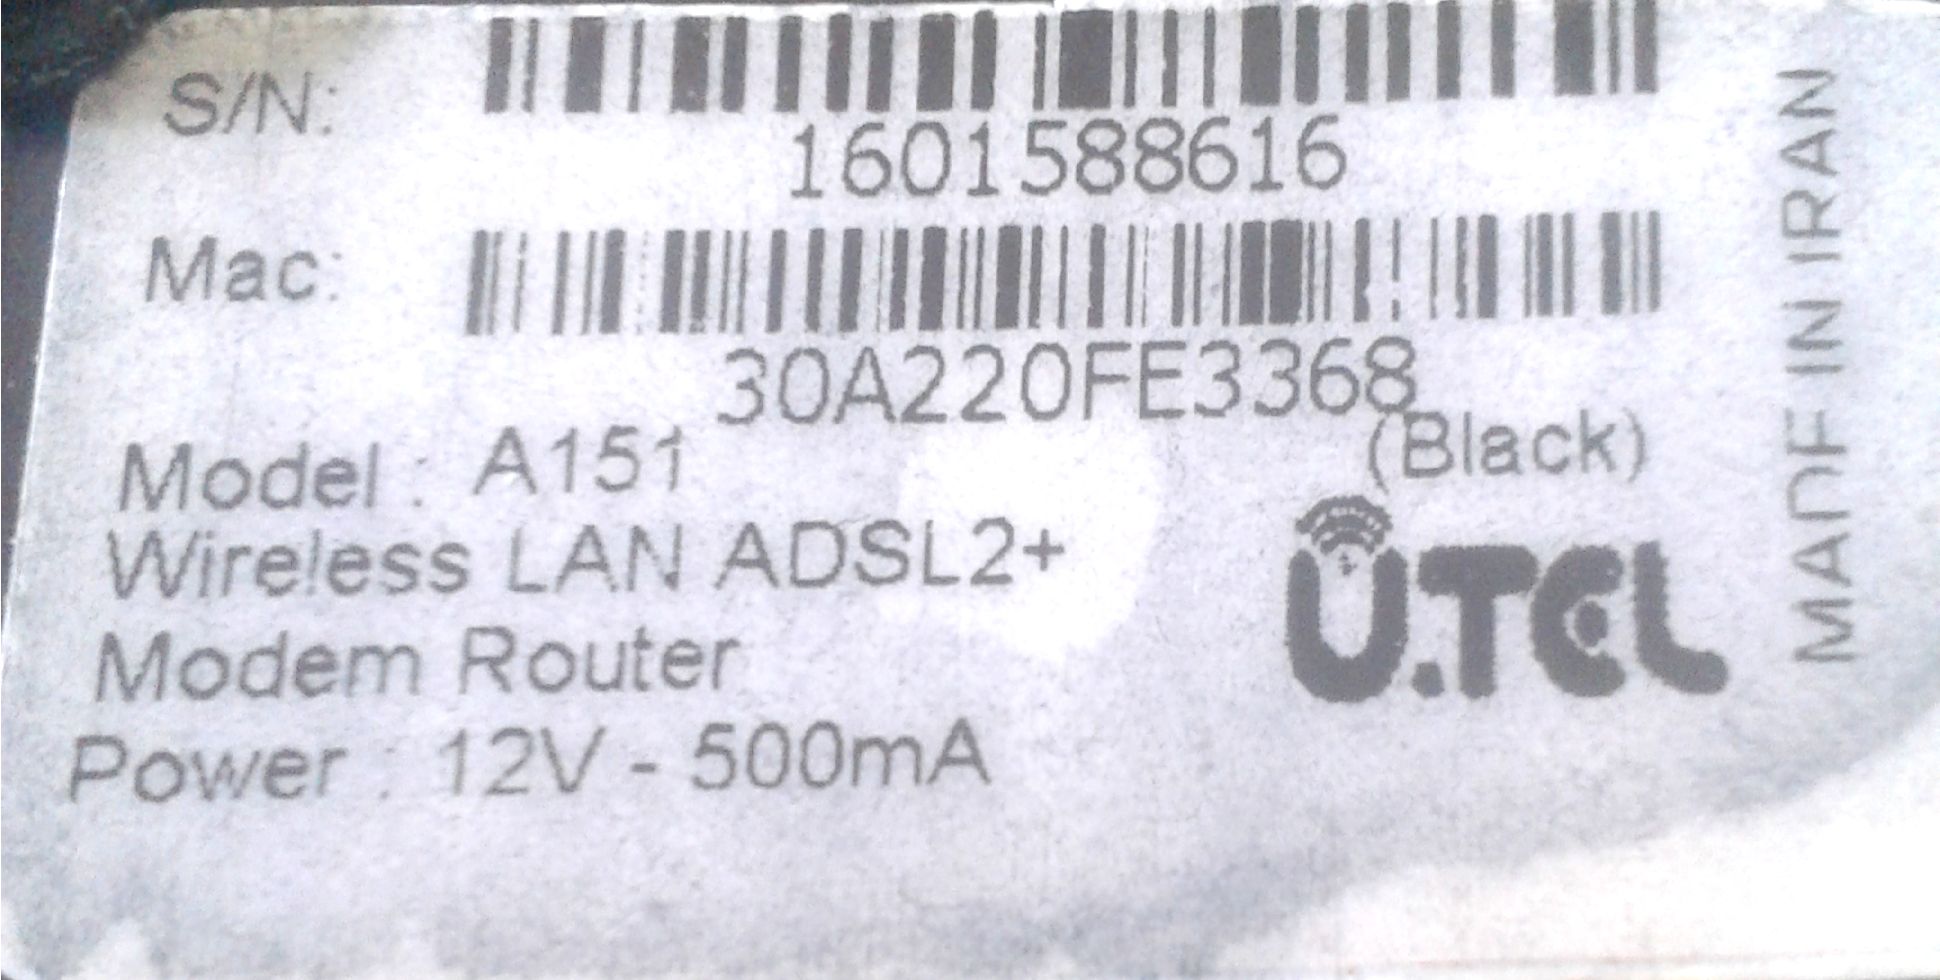 S/N:
1601588616
Mac:
30A220FE3368
Model : A151
(Black)
Wireless LAN ADSL2+
Modem Router
Power : 12V - 500mA
U.TEL
MADE IN IRAN